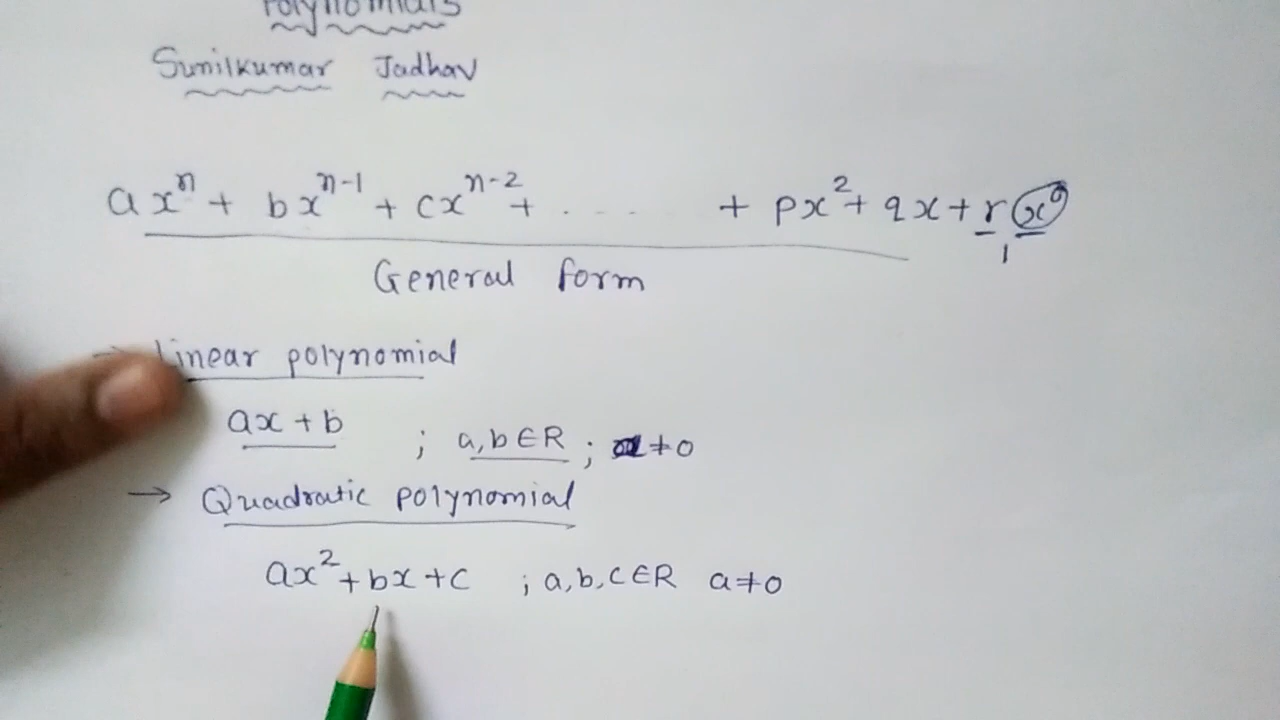 Polynomials
Sunilkumar Jadhav
ax^n + bx^(n-1) + cx^(n-2) + . . . . + px^2 + qx + r x^0
1
General form
→ Linear polynomial
ax + b ; a, b ∈ R ; a ≠ 0
→ Quadratic polynomial
ax^2 + bx + c ; a, b, c ∈ R a ≠ 0